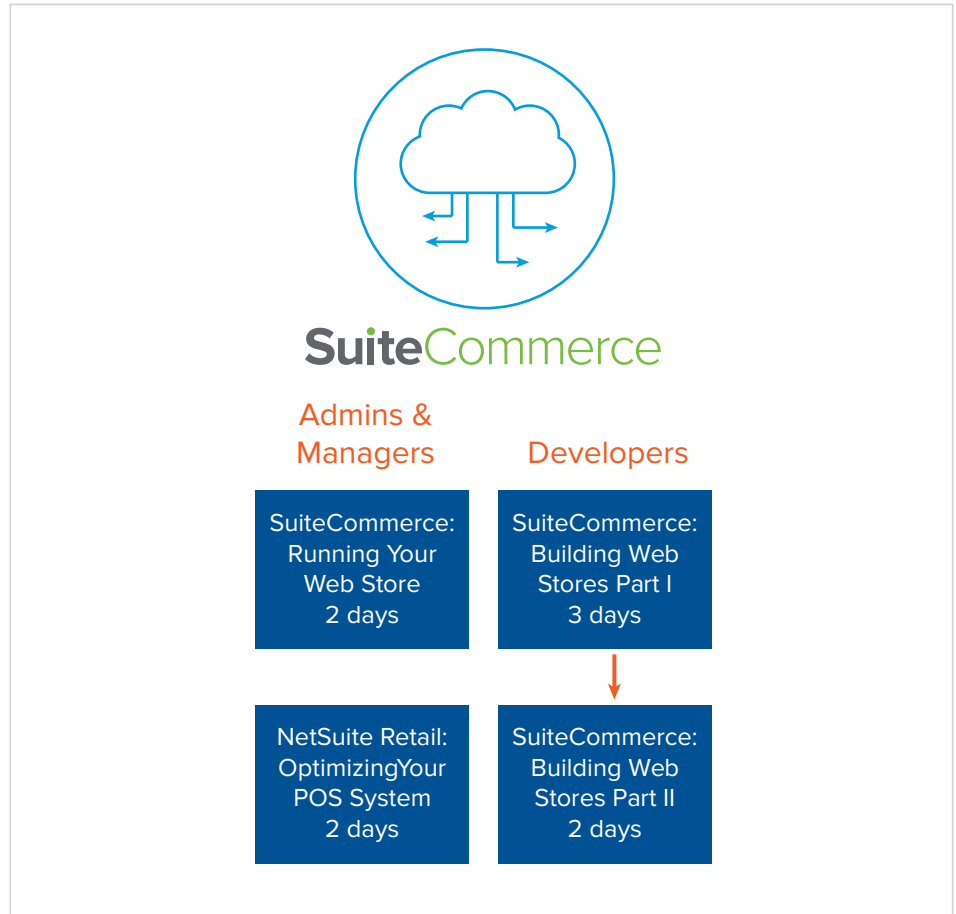 SuiteCommerce
Admins &
Managers
Developers
SuiteCommerce:
Running Your
Web Store
2 days
SuiteCommerce:
Building Web
Stores Part I
3 days
NetSuite Retail:
OptimizingYour
POS System
2 days
SuiteCommerce:
Building Web
Stores Part II
2 days